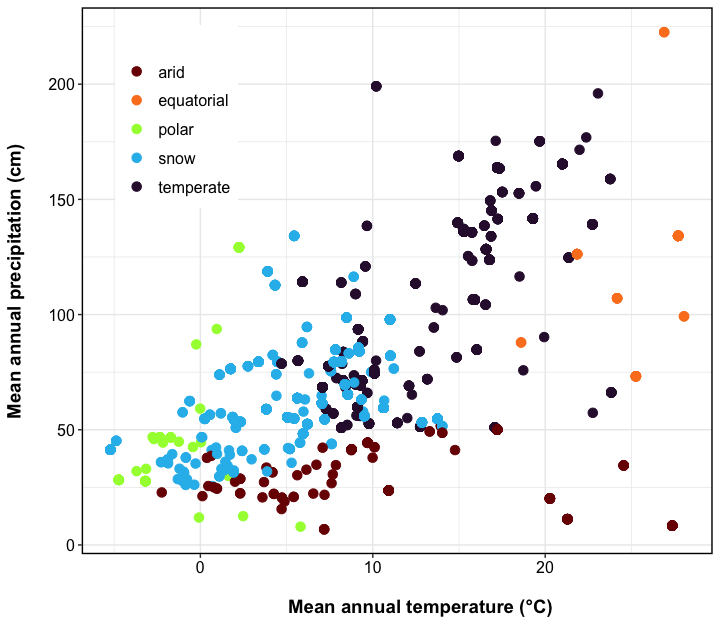 Mean annual precipitation (cm)
200
150
100
50
0
arid
equatorial
polar
snow
temperate
0
10
20
Mean annual temperature (°C)